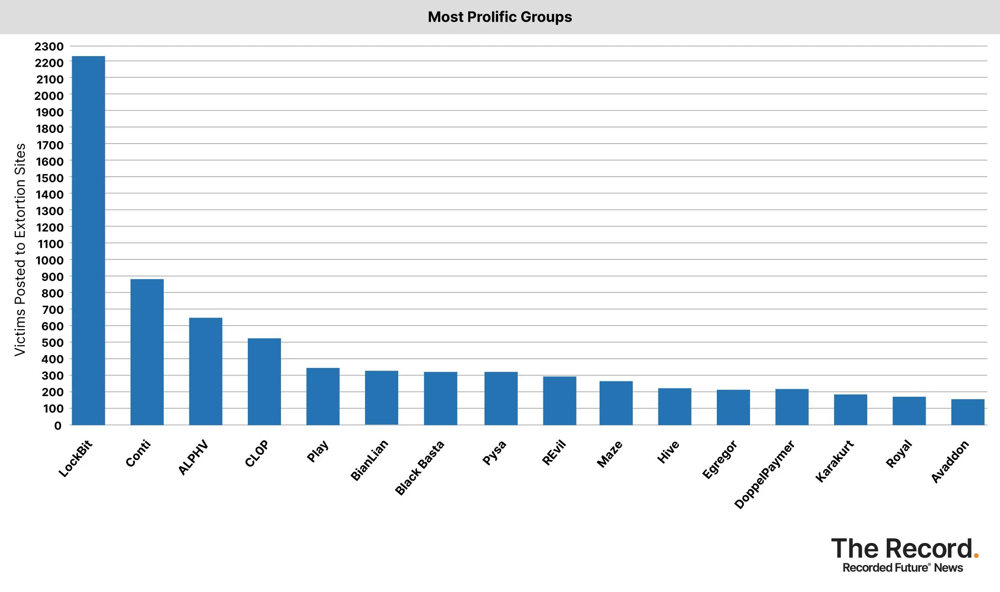 Most Prolific Groups
Victims Posted to Extortion Sites
2300
2200
2100
2000
1900
1800
1700
1600
1500
1400
1300
1200
1100
1000
900
800
700
600
500
400
300
200
100
0
LockBit
Conti
ALPHV
CL0P
Play
BianLian
Black Basta
Pysa
REvil
Maze
Hive
Egregor
DoppelPaymer
Karakurt
Royal
Avaddon
The Record.
Recorded Future® News